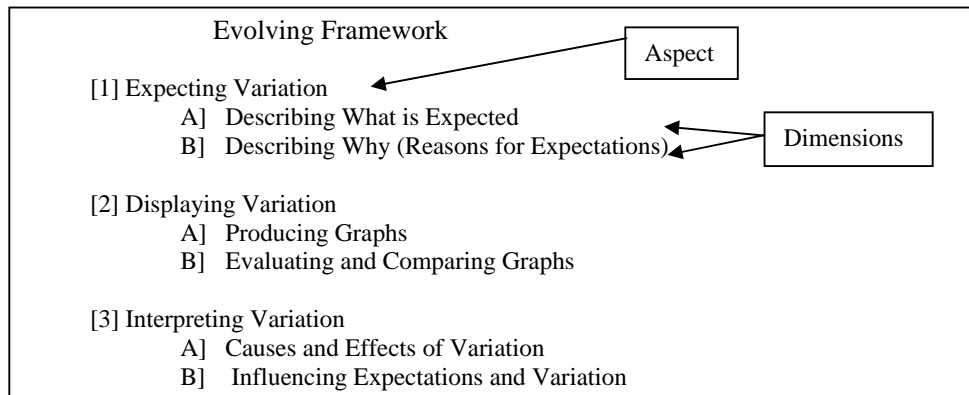 Evolving Framework
Aspect
[1] Expecting Variation
A] Describing What is Expected
B] Describing Why (Reasons for Expectations)
Dimensions
[2] Displaying Variation
A] Producing Graphs
B] Evaluating and Comparing Graphs
[3] Interpreting Variation
A] Causes and Effects of Variation
B] Influencing Expectations and Variation